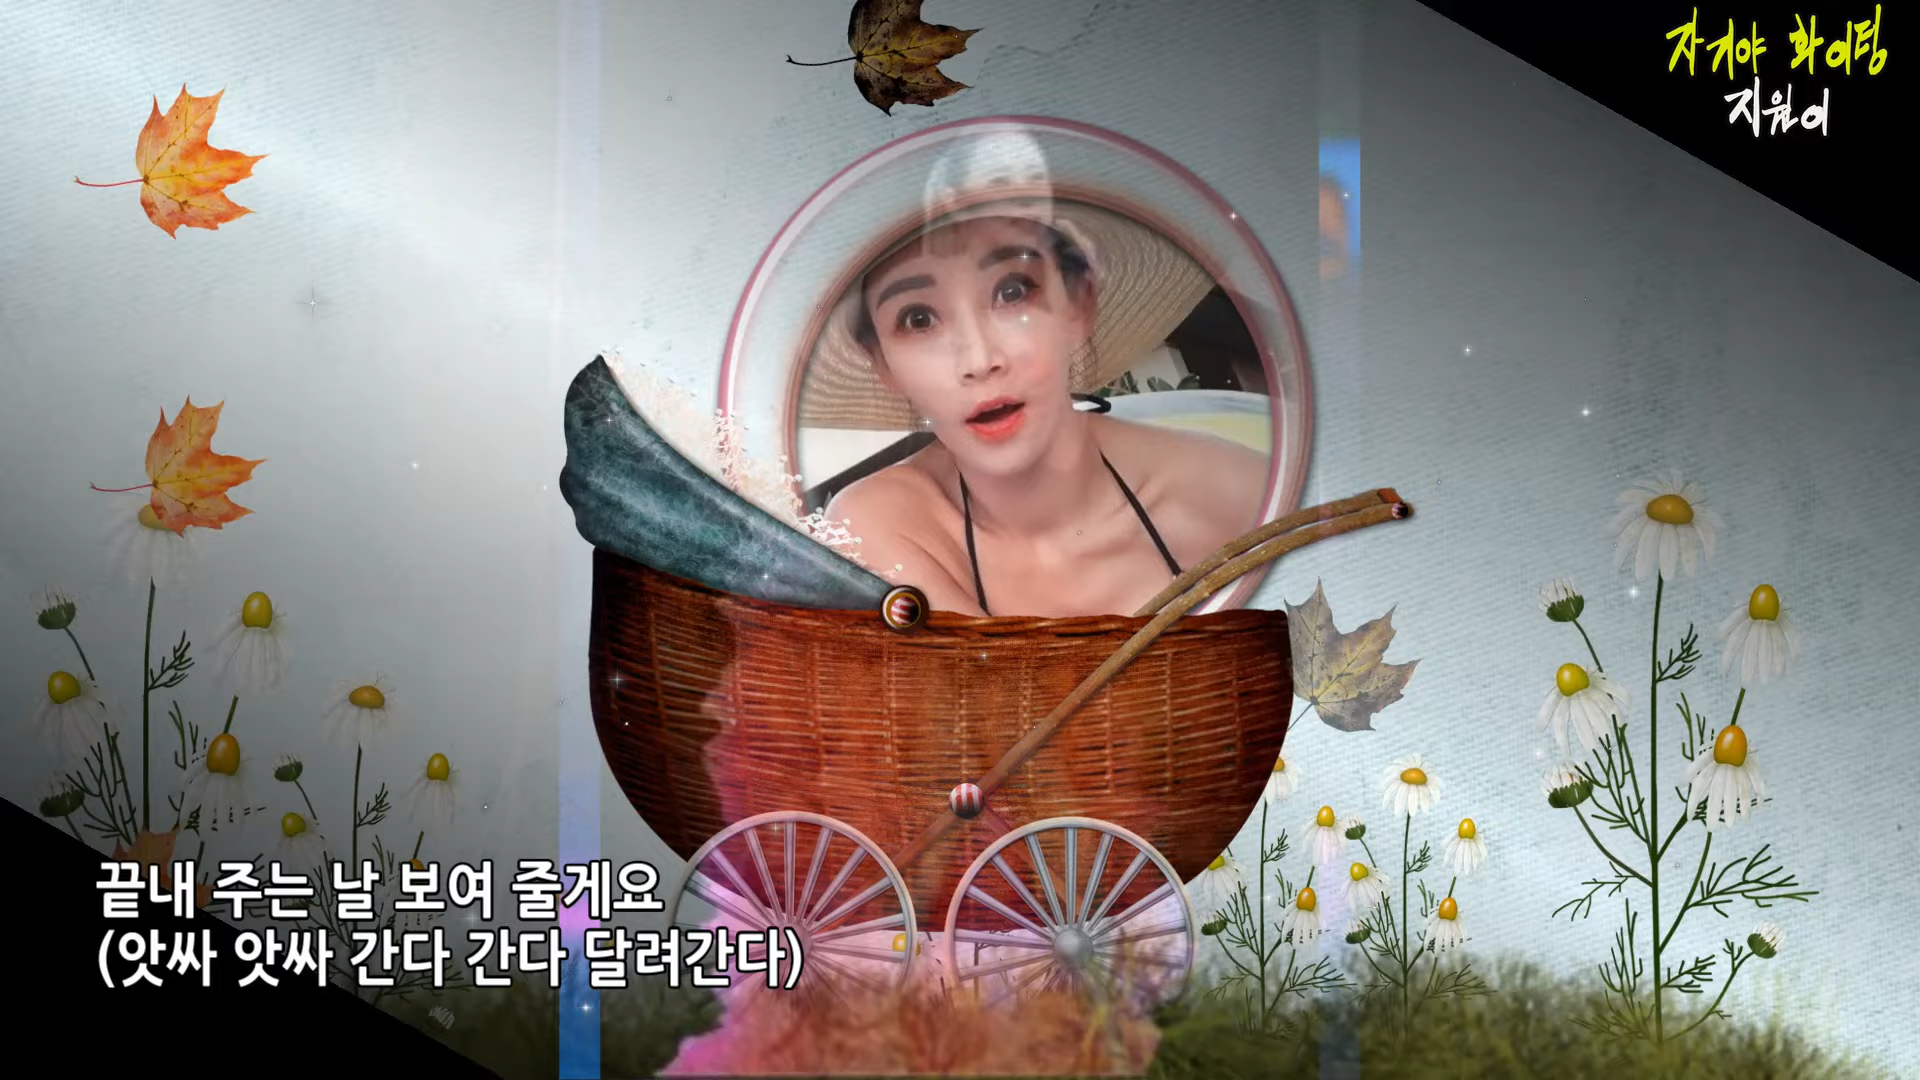 자기야 화이팅
지원이
끝내 주는 날 보여 줄게요
(앗싸 앗싸 간다 간다 달려간다)